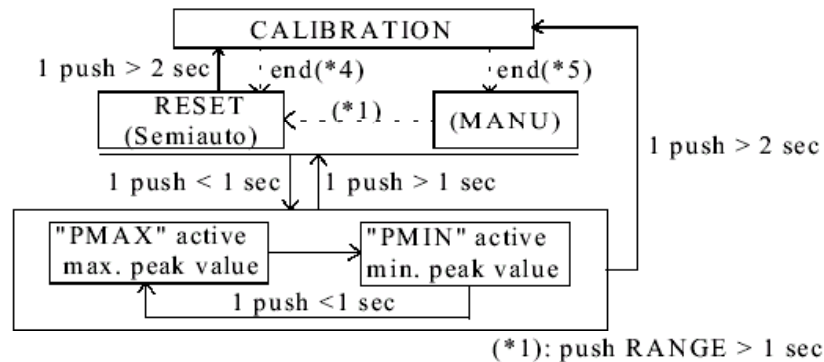 CALIBRATION
1 push > 2 sec
end(*4)
end(*5)
RESET
(Semiauto)
(*1)
(MANU)
1 push > 2 sec
1 push < 1 sec
1 push > 1 sec
"PMAX" active
max. peak value
"PMIN" active
min. peak value
1 push <1 sec
(*1): push RANGE > 1 sec